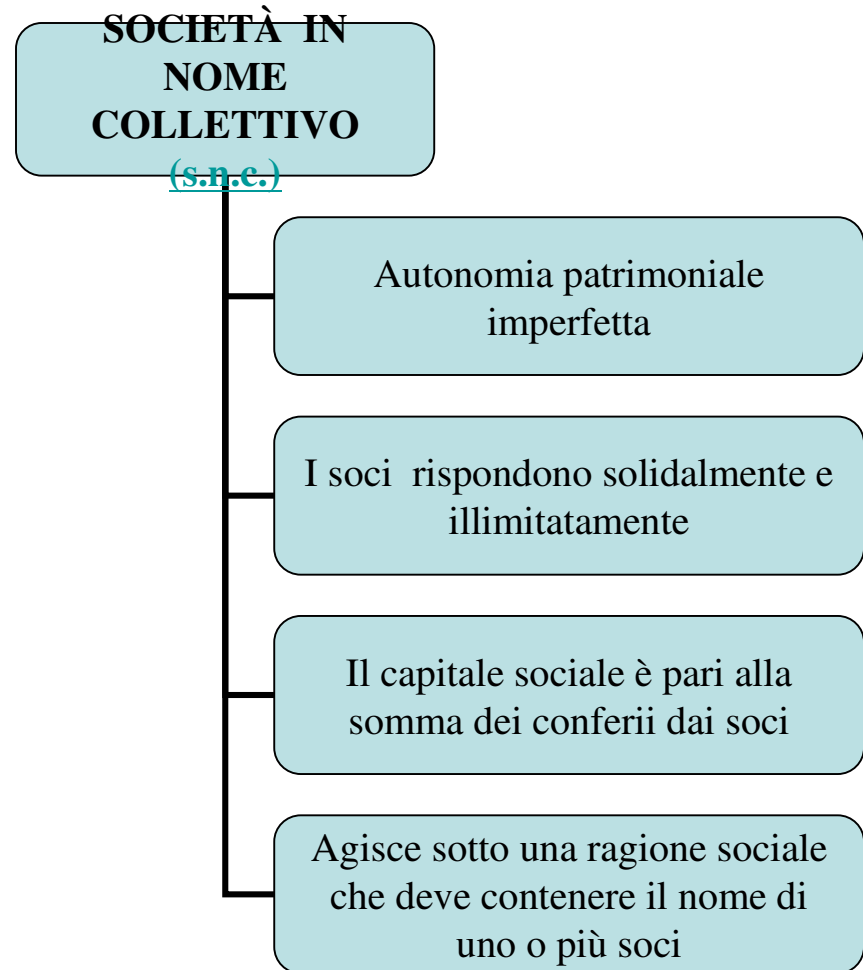 SOCIETÀ IN
NOME
COLLETTIVO
(s.n.c.)
Autonomia patrimoniale
imperfetta
I soci rispondono solidalmente e
illimitatamente
Il capitale sociale è pari alla
somma dei conferii dai soci
Agisce sotto una ragione sociale
che deve contenere il nome di
uno o più soci